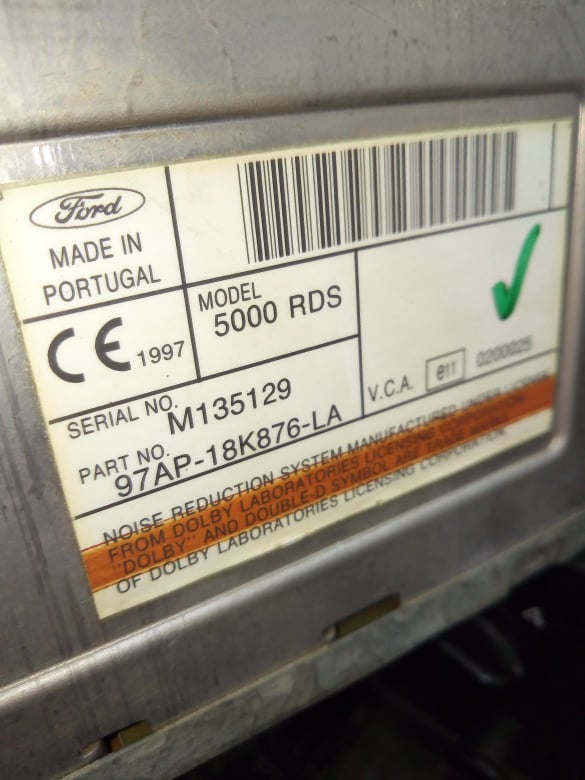 Ford
MADE IN
PORTUGAL
CE 1997
MODEL
5000 RDS
SERIAL NO. M135129
PART NO.
97AP-18K876-LA
V.C.A. e11 0200025
NOISE REDUCTION SYSTEM MANUFACTURED UNDER LICENSE
FROM DOLBY LABORATORIES LICENSING CORPORATION.
"DOLBY" AND DOUBLE-D SYMBOL ARE TRADE MARKS
OF DOLBY LABORATORIES LICENSING CORPORATION.